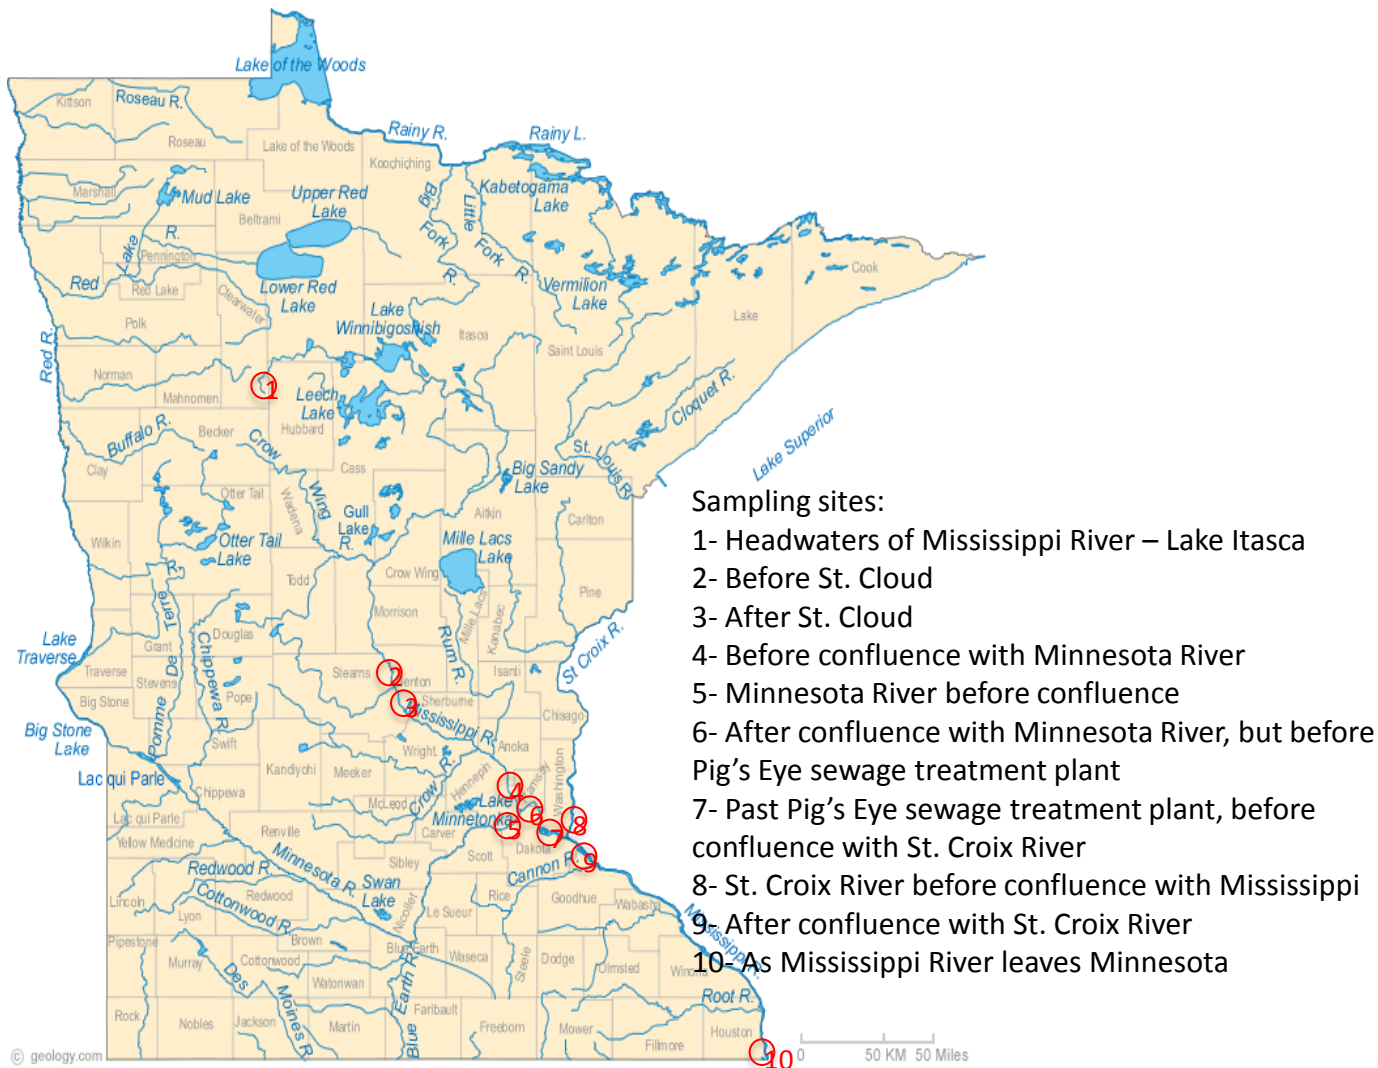 Lake of the Woods
Kittson
Roseau R.
Roseau
Lake of the Woods
Rainy R.
Rainy L.
Koochiching
Marshall
Mud Lake
Upper Red
Lake
Big
Fork
R.
Little
Fork
R.
Kabetogama
Lake
Beltrami
Red
Lake
R.
Pennington
Red Lake
Clearwater
Lower Red
Lake
Vermilion
Lake
Cook
Lake
Polk
Lake
Winnibigoshish
Itasca
Saint Louis
Red R.
Norman
Mahnomen
1
Leech
Lake
Hubbard
Cloquet R.
Lake Superior
Buffalo R.
Becker
Crow
Wing
R.
Clay
Cass
St. Louis R.
Big Sandy
Lake
Otter Tail
Wadena
Gull
Lake
Aitkin
Carlton
Wilkin
Otter Tail
Lake
Mille Lacs
Lake
Todd
Crow Wing
Pine
Morrison
Mille Lacs
Kanabec
Pomme
Da
Terre
R.
Chippewa R.
Douglas
Grant
Lake
Traverse
Traverse
Stevens
Pope
Stearns
2
Benton
Rum R.
Isanti
St Croix R.
Big Stone
3
Sherburne
Mississippi R.
Chisago
Big Stone
Lake
Swift
Wright
Anoka
Lac qui Parle
Kandiyohi
Meeker
Crow R.
Hennepin
Ramsey
Washington
Chippewa
McLeod
4
Lake
Minnetonka
5
6
7
8
9
Lac qui Parle
Yellow Medicine
Renville
Carver
Scott
Dakota
Minnesota R.
Sibley
Cannon R.
Redwood R.
Redwood
Swan
Lake
Nicollet
Le Sueur
Rice
Goodhue
Wabasha
Lincoln
Lyon
Cottonwood R.
Brown
Mississippi R.
Pipestone
Murray
Cottonwood
Blue Earth
Waseca
Steele
Dodge
Olmsted
Winona
Des
Moines R.
Watonwan
Blue
Earth R.
Root R.
Rock
Nobles
Jackson
Martin
Faribault
Freeborn
Mower
Fillmore
Houston
10
© geology.com
0 50 KM 50 Miles
Sampling sites:
1- Headwaters of Mississippi River – Lake Itasca
2- Before St. Cloud
3- After St. Cloud
4- Before confluence with Minnesota River
5- Minnesota River before confluence
6- After confluence with Minnesota River, but before
Pig’s Eye sewage treatment plant
7- Past Pig’s Eye sewage treatment plant, before
confluence with St. Croix River
8- St. Croix River before confluence with Mississippi
9- After confluence with St. Croix River
10- As Mississippi River leaves Minnesota